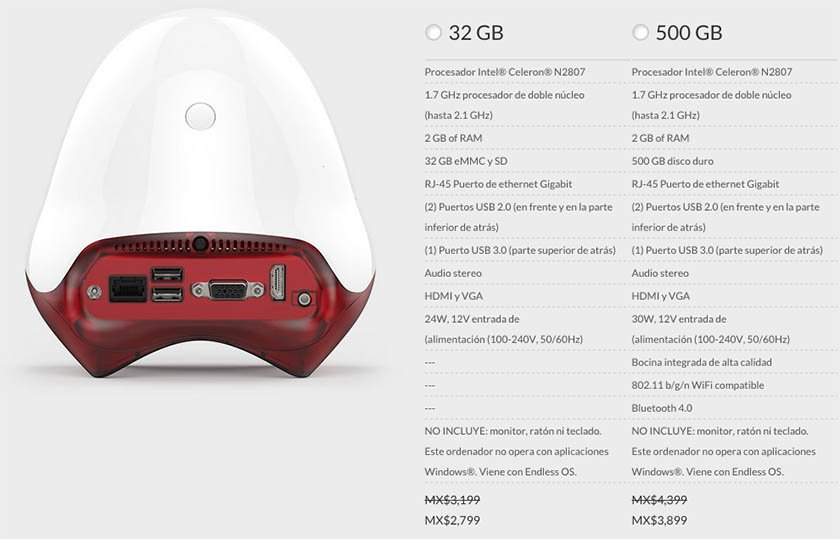 32 GB
Procesador Intel® Celeron® N2807
1.7 GHz procesador de doble núcleo
(hasta 2.1 GHz)
2 GB of RAM
32 GB eMMC y SD
RJ-45 Puerto de ethernet Gigabit
(2) Puertos USB 2.0 (en frente y en la parte
inferior de atrás)
(1) Puerto USB 3.0 (parte superior de atrás)
Audio stereo
HDMI y VGA
24W, 12V entrada de
(alimentación (100-240V, 50/60Hz)
---
---
---
NO INCLUYE: monitor, ratón ni teclado.
Este ordenador no opera con aplicaciones
Windows®. Viene con Endless OS.
MX$3,199
MX$2,799
500 GB
Procesador Intel® Celeron® N2807
1.7 GHz procesador de doble núcleo
(hasta 2.1 GHz)
2 GB of RAM
500 GB disco duro
RJ-45 Puerto de ethernet Gigabit
(2) Puertos USB 2.0 (en frente y en la parte
inferior de atrás)
(1) Puerto USB 3.0 (parte superior de atrás)
Audio stereo
HDMI y VGA
30W, 12V entrada de
(alimentación (100-240V, 50/60Hz)
Bocina integrada de alta calidad
802.11 b/g/n WiFi compatible
Bluetooth 4.0
NO INCLUYE: monitor, ratón ni teclado.
Este ordenador no opera con aplicaciones
Windows®. Viene con Endless OS.
MX$4,399
MX$3,899